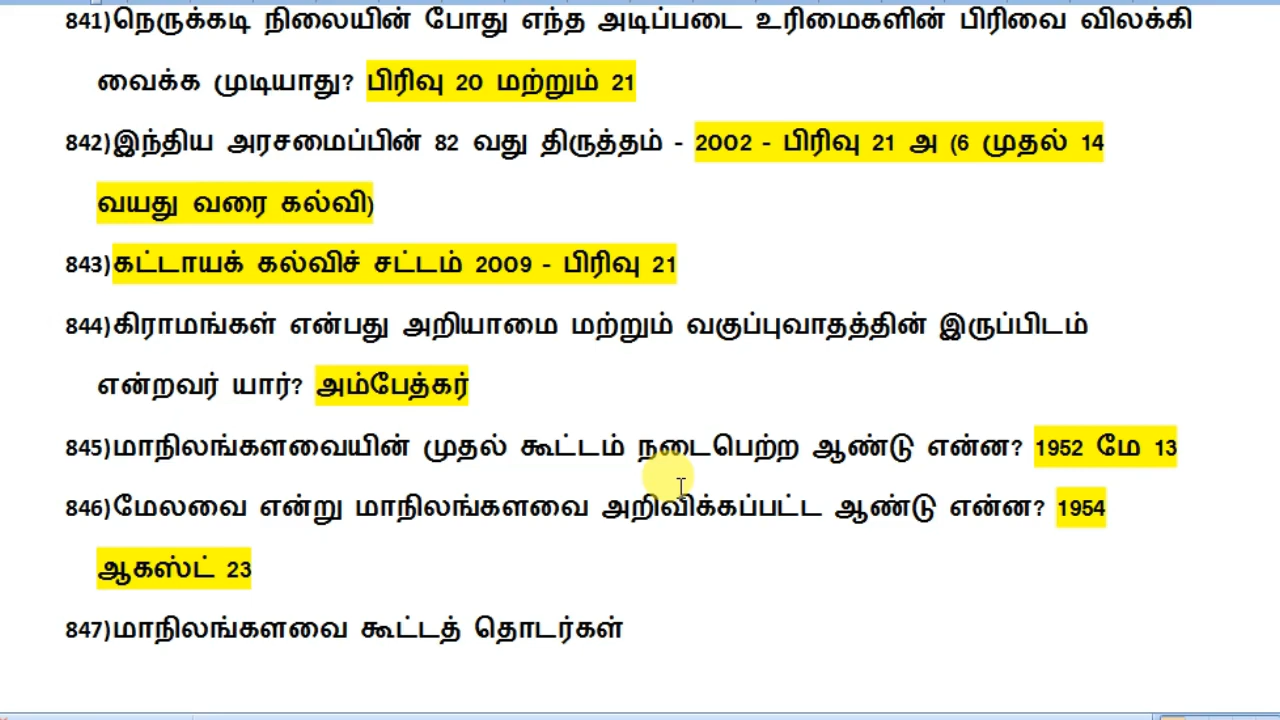 841)நெருக்கடி நிலையின் போது எந்த அடிப்படை உரிமைகளின் பிரிவை விலக்கி
வைக்க முடியாது? பிரிவு 20 மற்றும் 21
842)இந்திய அரசமைப்பின் 82 வது திருத்தம் - 2002 - பிரிவு 21 அ (6 முதல் 14
வயது வரை கல்வி)
843)கட்டாயக் கல்விச் சட்டம் 2009 - பிரிவு 21
844)கிராமங்கள் என்பது அறியாமை மற்றும் வகுப்புவாதத்தின் இருப்பிடம்
என்றவர் யார்? அம்பேத்கர்
845)மாநிலங்களவையின் முதல் கூட்டம் நடைபெற்ற ஆண்டு என்ன? 1952 மே 13
846)மேலவை என்று மாநிலங்களவை அறிவிக்கப்பட்ட ஆண்டு என்ன? 1954
ஆகஸ்ட் 23
847)மாநிலங்களவை கூட்டத் தொடர்கள்